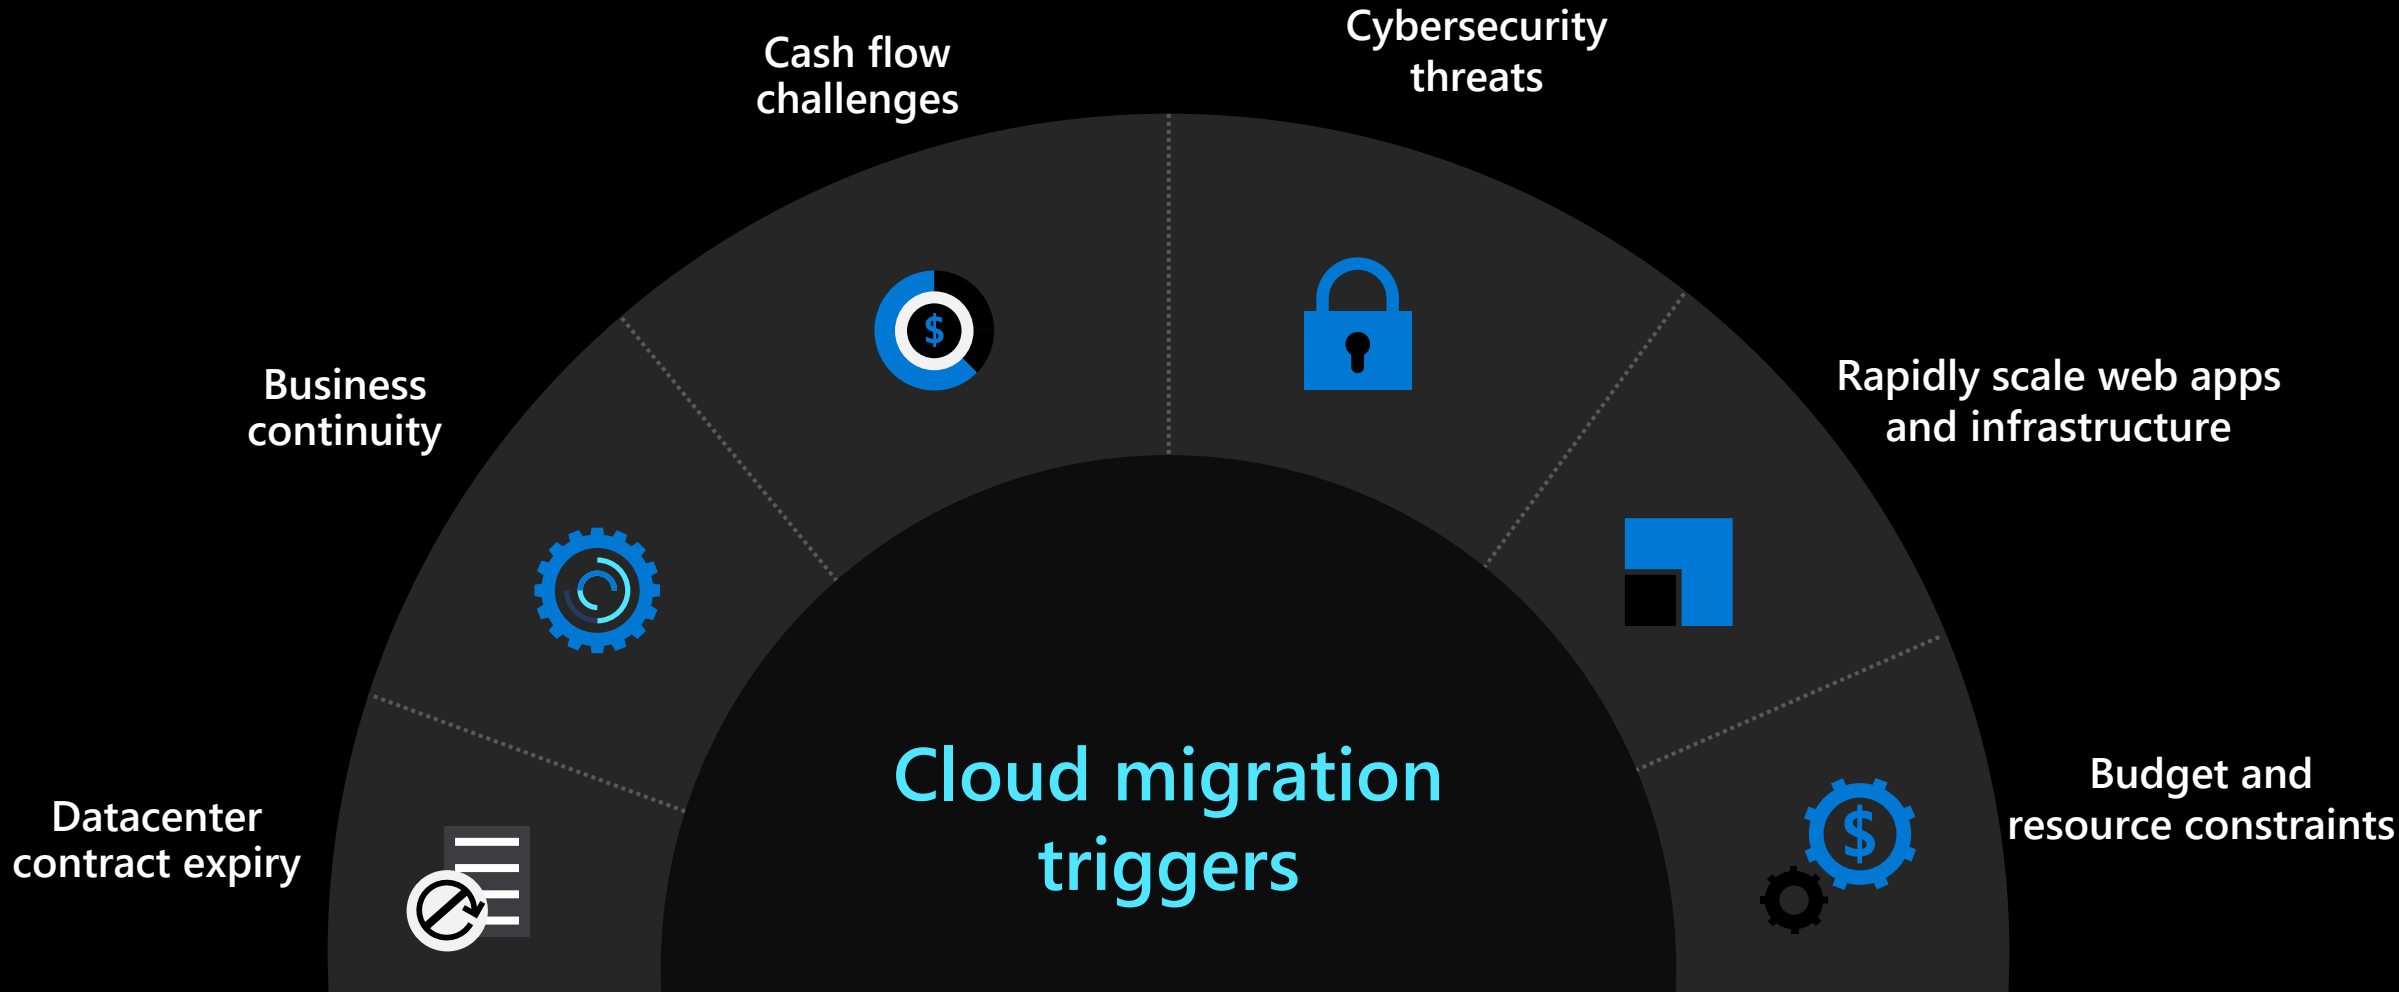 Cybersecurity
threats
Cash flow
challenges
Business
continuity
Rapidly scale web apps
and infrastructure
Datacenter
contract expiry
Budget and
resource constraints
Cloud migration
triggers
$
$